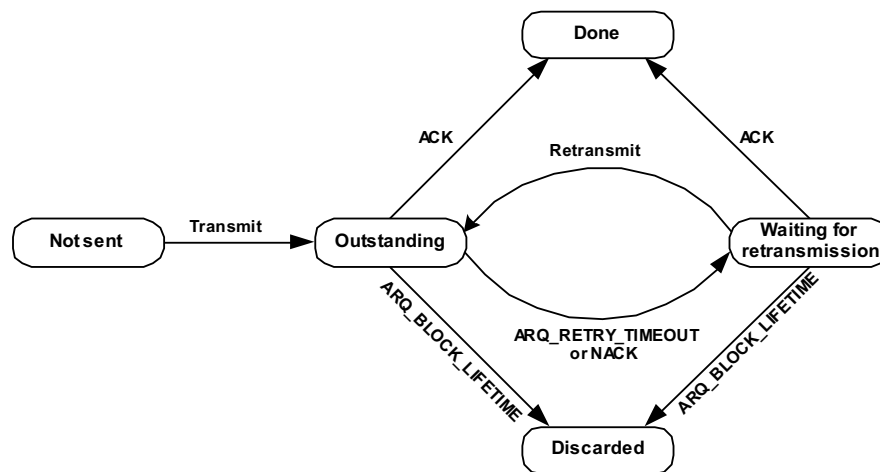 Done
ACK
ACK
Retransmit
Transmit
Not sent
Outstanding
Waiting for
retransmission
ARQ_BLOCK_LIFETIME
ARQ_RETRY_TIMEOUT
or NACK
ARQ_BLOCK_LIFETIME
Discarded